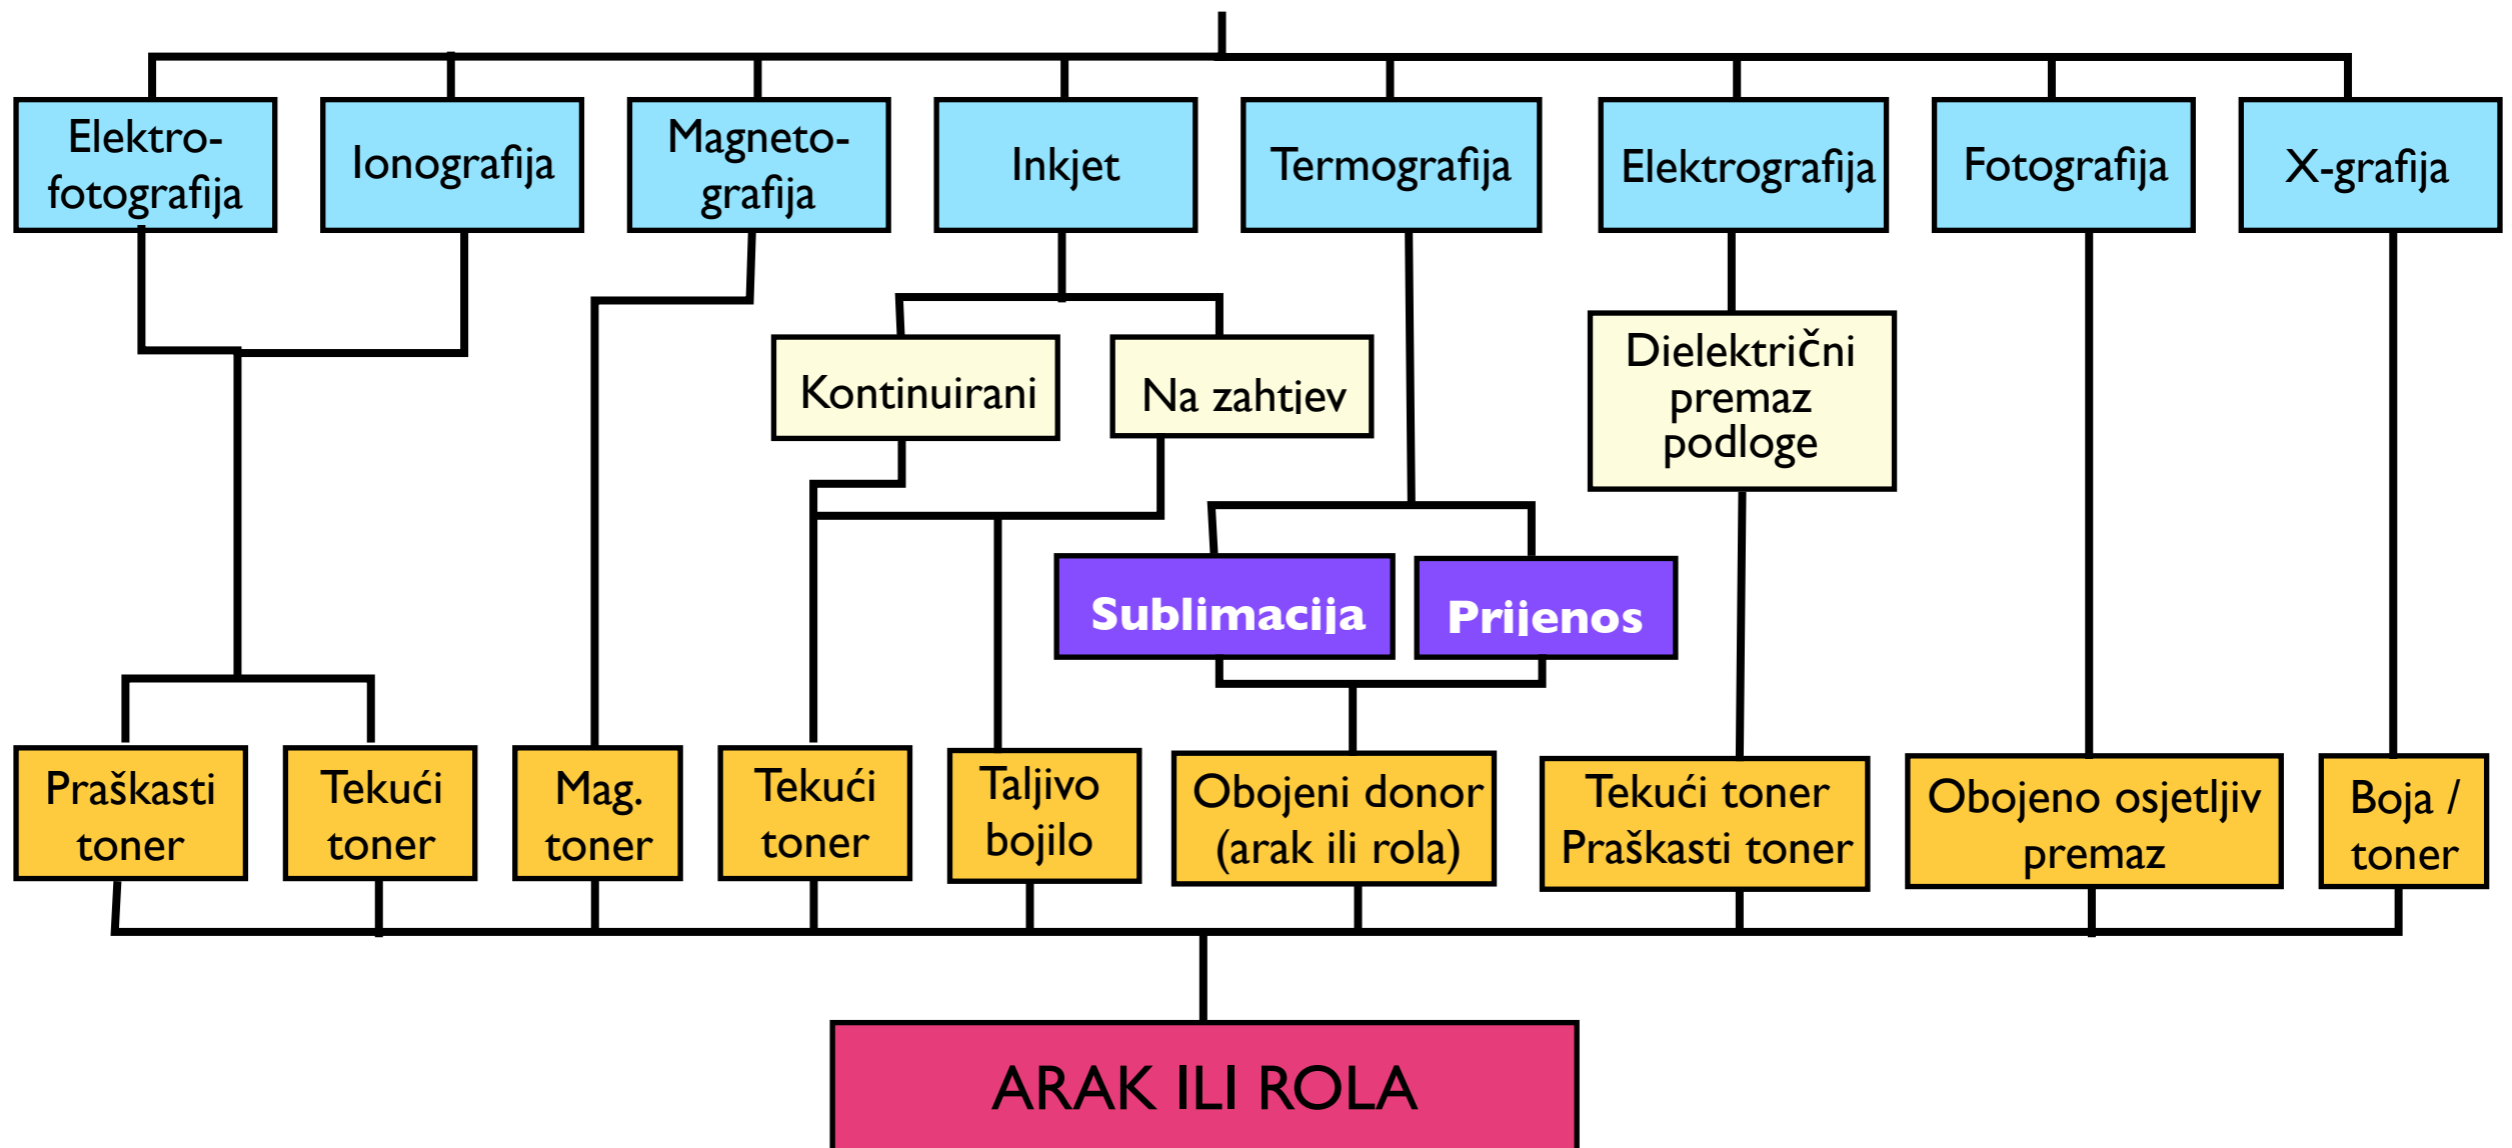 Elektro-
fotografija
Ionografija
Magneto-
grafija
Inkjet
Termografija
Elektrografija
Fotografija
X-grafija
Kontinuirani
Na zahtjev
Dielektrični
premaz
podloge
Sublimacija
Prijenos
Praškasti
toner
Tekući
toner
Mag.
toner
Tekući
toner
Taljivo
bojilo
Obojeni donor
(arak ili rola)
Tekući toner
Praškasti toner
Obojeno osjetljiv
premaz
Boja /
toner
ARAK ILI ROLA